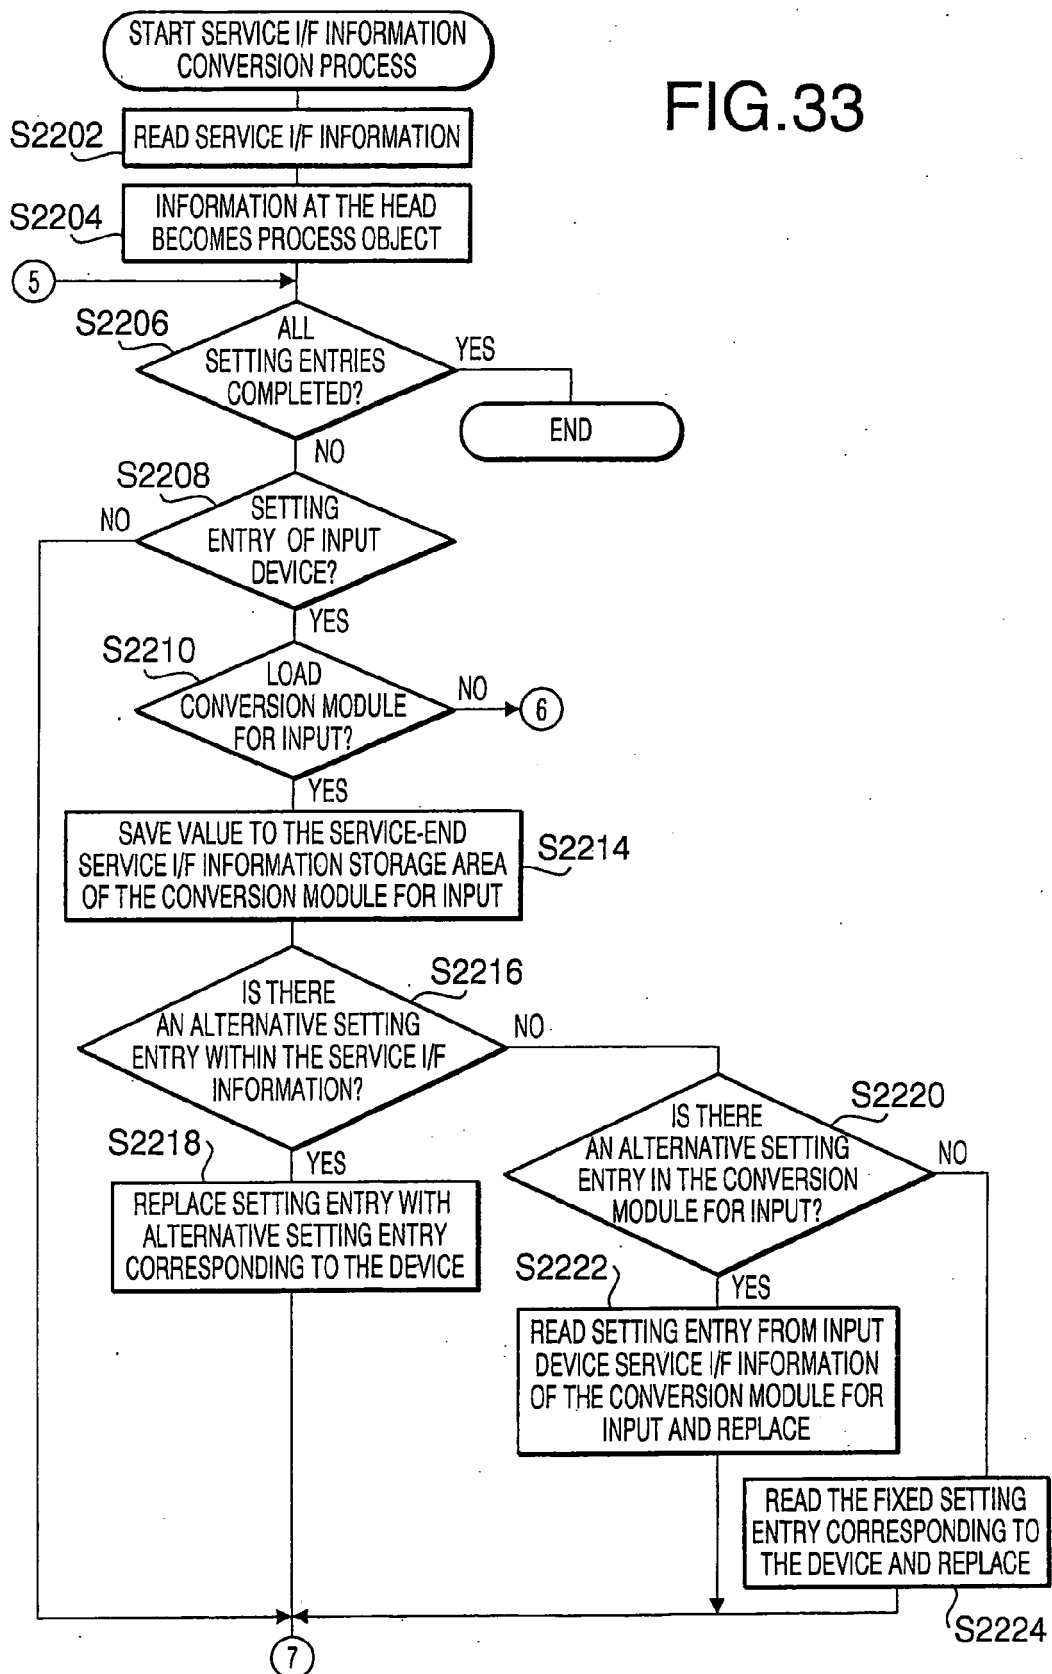 START SERVICE I/F INFORMATION
CONVERSION PROCESS
FIG.33
S2202
READ SERVICE I/F INFORMATION
S2204
INFORMATION AT THE HEAD
BECOMES PROCESS OBJECT
5
S2206
ALL
SETTING ENTRIES
COMPLETED?
YES
END
NO
S2208
NO
SETTING
ENTRY OF INPUT
DEVICE?
YES
S2210
LOAD
CONVERSION MODULE
FOR INPUT?
NO
6
YES
SAVE VALUE TO THE SERVICE-END
SERVICE I/F INFORMATION STORAGE AREA
OF THE CONVERSION MODULE FOR INPUT
S2214
S2216
IS THERE
AN ALTERNATIVE SETTING
ENTRY WITHIN THE SERVICE I/F
INFORMATION?
NO
S2218
YES
REPLACE SETTING ENTRY WITH
ALTERNATIVE SETTING ENTRY
CORRESPONDING TO THE DEVICE
S2220
IS THERE
AN ALTERNATIVE SETTING
ENTRY IN THE CONVERSION
MODULE FOR INPUT?
NO
S2222
YES
READ SETTING ENTRY FROM INPUT
DEVICE SERVICE I/F INFORMATION
OF THE CONVERSION MODULE FOR
INPUT AND REPLACE
READ THE FIXED SETTING
ENTRY CORRESPONDING TO
THE DEVICE AND REPLACE
S2224
7